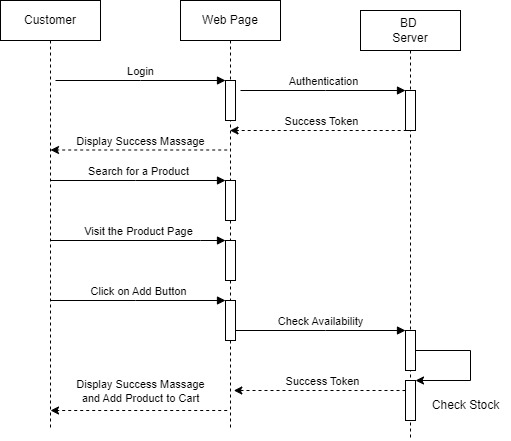 Customer
Web Page
BD
Server
Login
Authentication
Success Token
Display Success Massage
Search for a Product
Visit the Product Page
Click on Add Button
Check Availability
Success Token
Display Success Massage
and Add Product to Cart
Check Stock